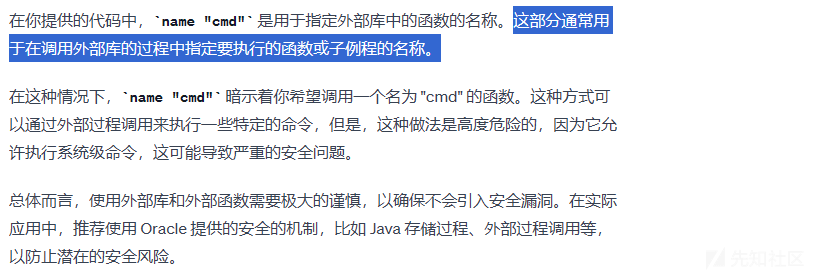 在你提供的代码中，`name "cmd"` 是用于指定外部库中的函数的名称。这部分通常用
于在调用外部库的过程中指定要执行的函数或子例程的名称。
在这种情况下，`name "cmd"` 暗示着你希望调用一个名为 "cmd" 的函数。这种方式可
以通过外部过程调用来执行一些特定的命令，但是，这种做法是高度危险的，因为它允
许执行系统级命令，这可能导致严重的安全问题。
总体而言，使用外部库和外部函数需要极大的谨慎，以确保不会引入安全漏洞。在实际
应用中，推荐使用 Oracle 提供的安全的机制，比如 Java 存储过程、外部过程调用等，
以防止潜在的安全风险。
先知社区